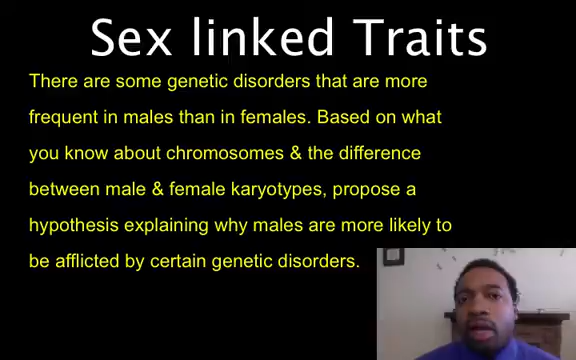 Sex linked Traits
There are some genetic disorders that are more
frequent in males than in females. Based on what
you know about chromosomes & the difference
between male & female karyotypes, propose a
hypothesis explaining why males are more likely to
be afflicted by certain genetic disorders.